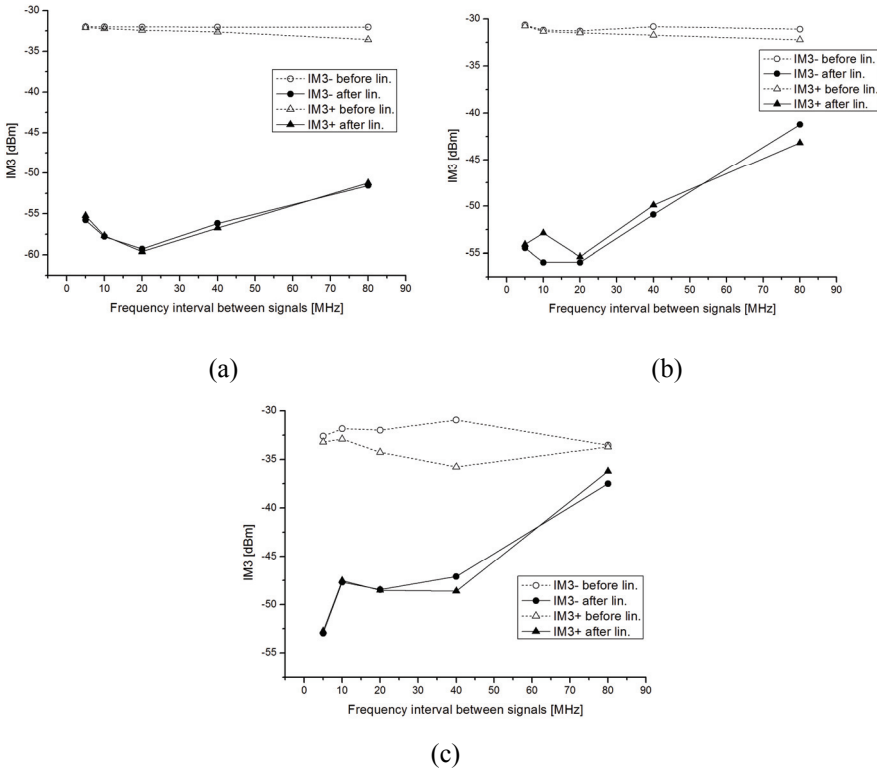 -30
-35
-40
-45
-50
-55
-60
IM3 [dBm]
IM3- before lin.
IM3- after lin.
IM3+ before lin.
IM3+ after lin.
0 10 20 30 40 50 60 70 80 90
Frequency interval between signals [MHz]
(a)
-30
-35
-40
-45
-50
-55
IM3 [dBm]
IM3- before lin.
IM3- after lin.
IM3+ before lin.
IM3+ after lin.
0 10 20 30 40 50 60 70 80 90
Frequency interval between signals [MHz]
(b)
-30
-35
-40
-45
-50
-55
IM3 [dBm]
IM3- before lin.
IM3- after lin.
IM3+ before lin.
IM3+ after lin.
0 10 20 30 40 50 60 70 80 90
Frequency interval between signals [MHz]
(c)